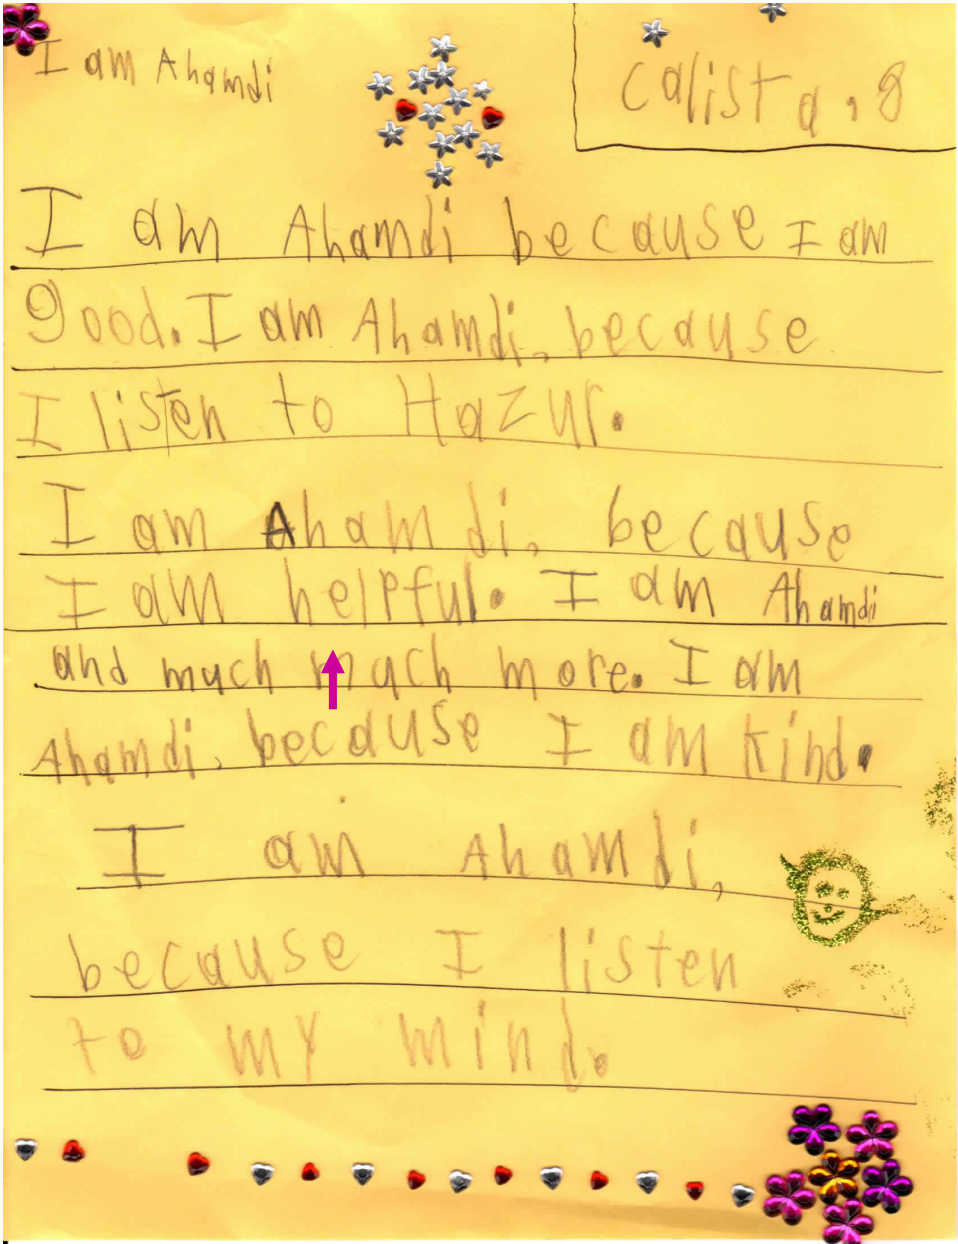 I am Ahamdi
Calista, 8
I am Ahamdi because I am
good. I am Ahamdi, because
I listen to Hazur.
I am Ahamdi, because
I am helpful. I am Ahamdi
and much much more. I am
Ahamdi, because I am kind.
I am Ahamdi,
because I listen
to my mind.